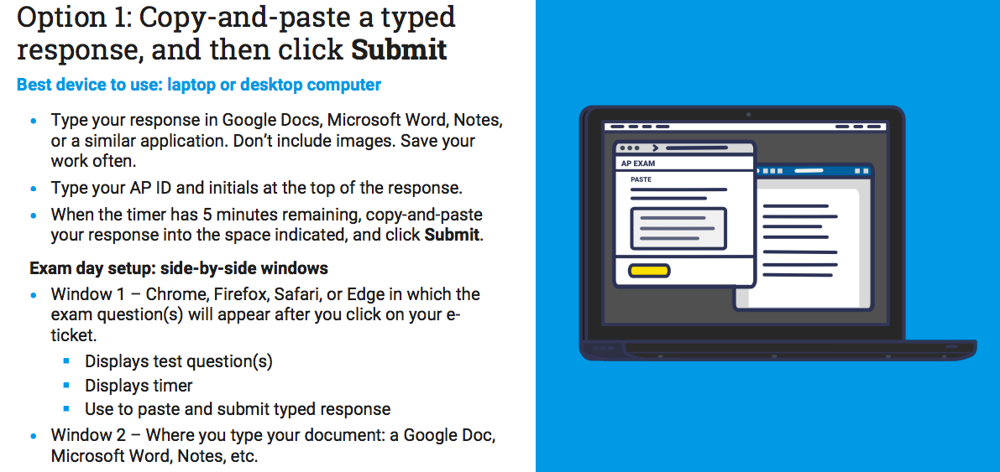 Option 1: Copy-and-paste a typed
response, and then click Submit
Best device to use: laptop or desktop computer
• Type your response in Google Docs, Microsoft Word, Notes,
or a similar application. Don’t include images. Save your
work often.
• Type your AP ID and initials at the top of the response.
• When the timer has 5 minutes remaining, copy-and-paste
your response into the space indicated, and click Submit.
Exam day setup: side-by-side windows
• Window 1 – Chrome, Firefox, Safari, or Edge in which the
exam question(s) will appear after you click on your e-
ticket.
▪ Displays test question(s)
▪ Displays timer
▪ Use to paste and submit typed response
• Window 2 – Where you type your document: a Google Doc,
Microsoft Word, Notes, etc.
AP EXAM
PASTE